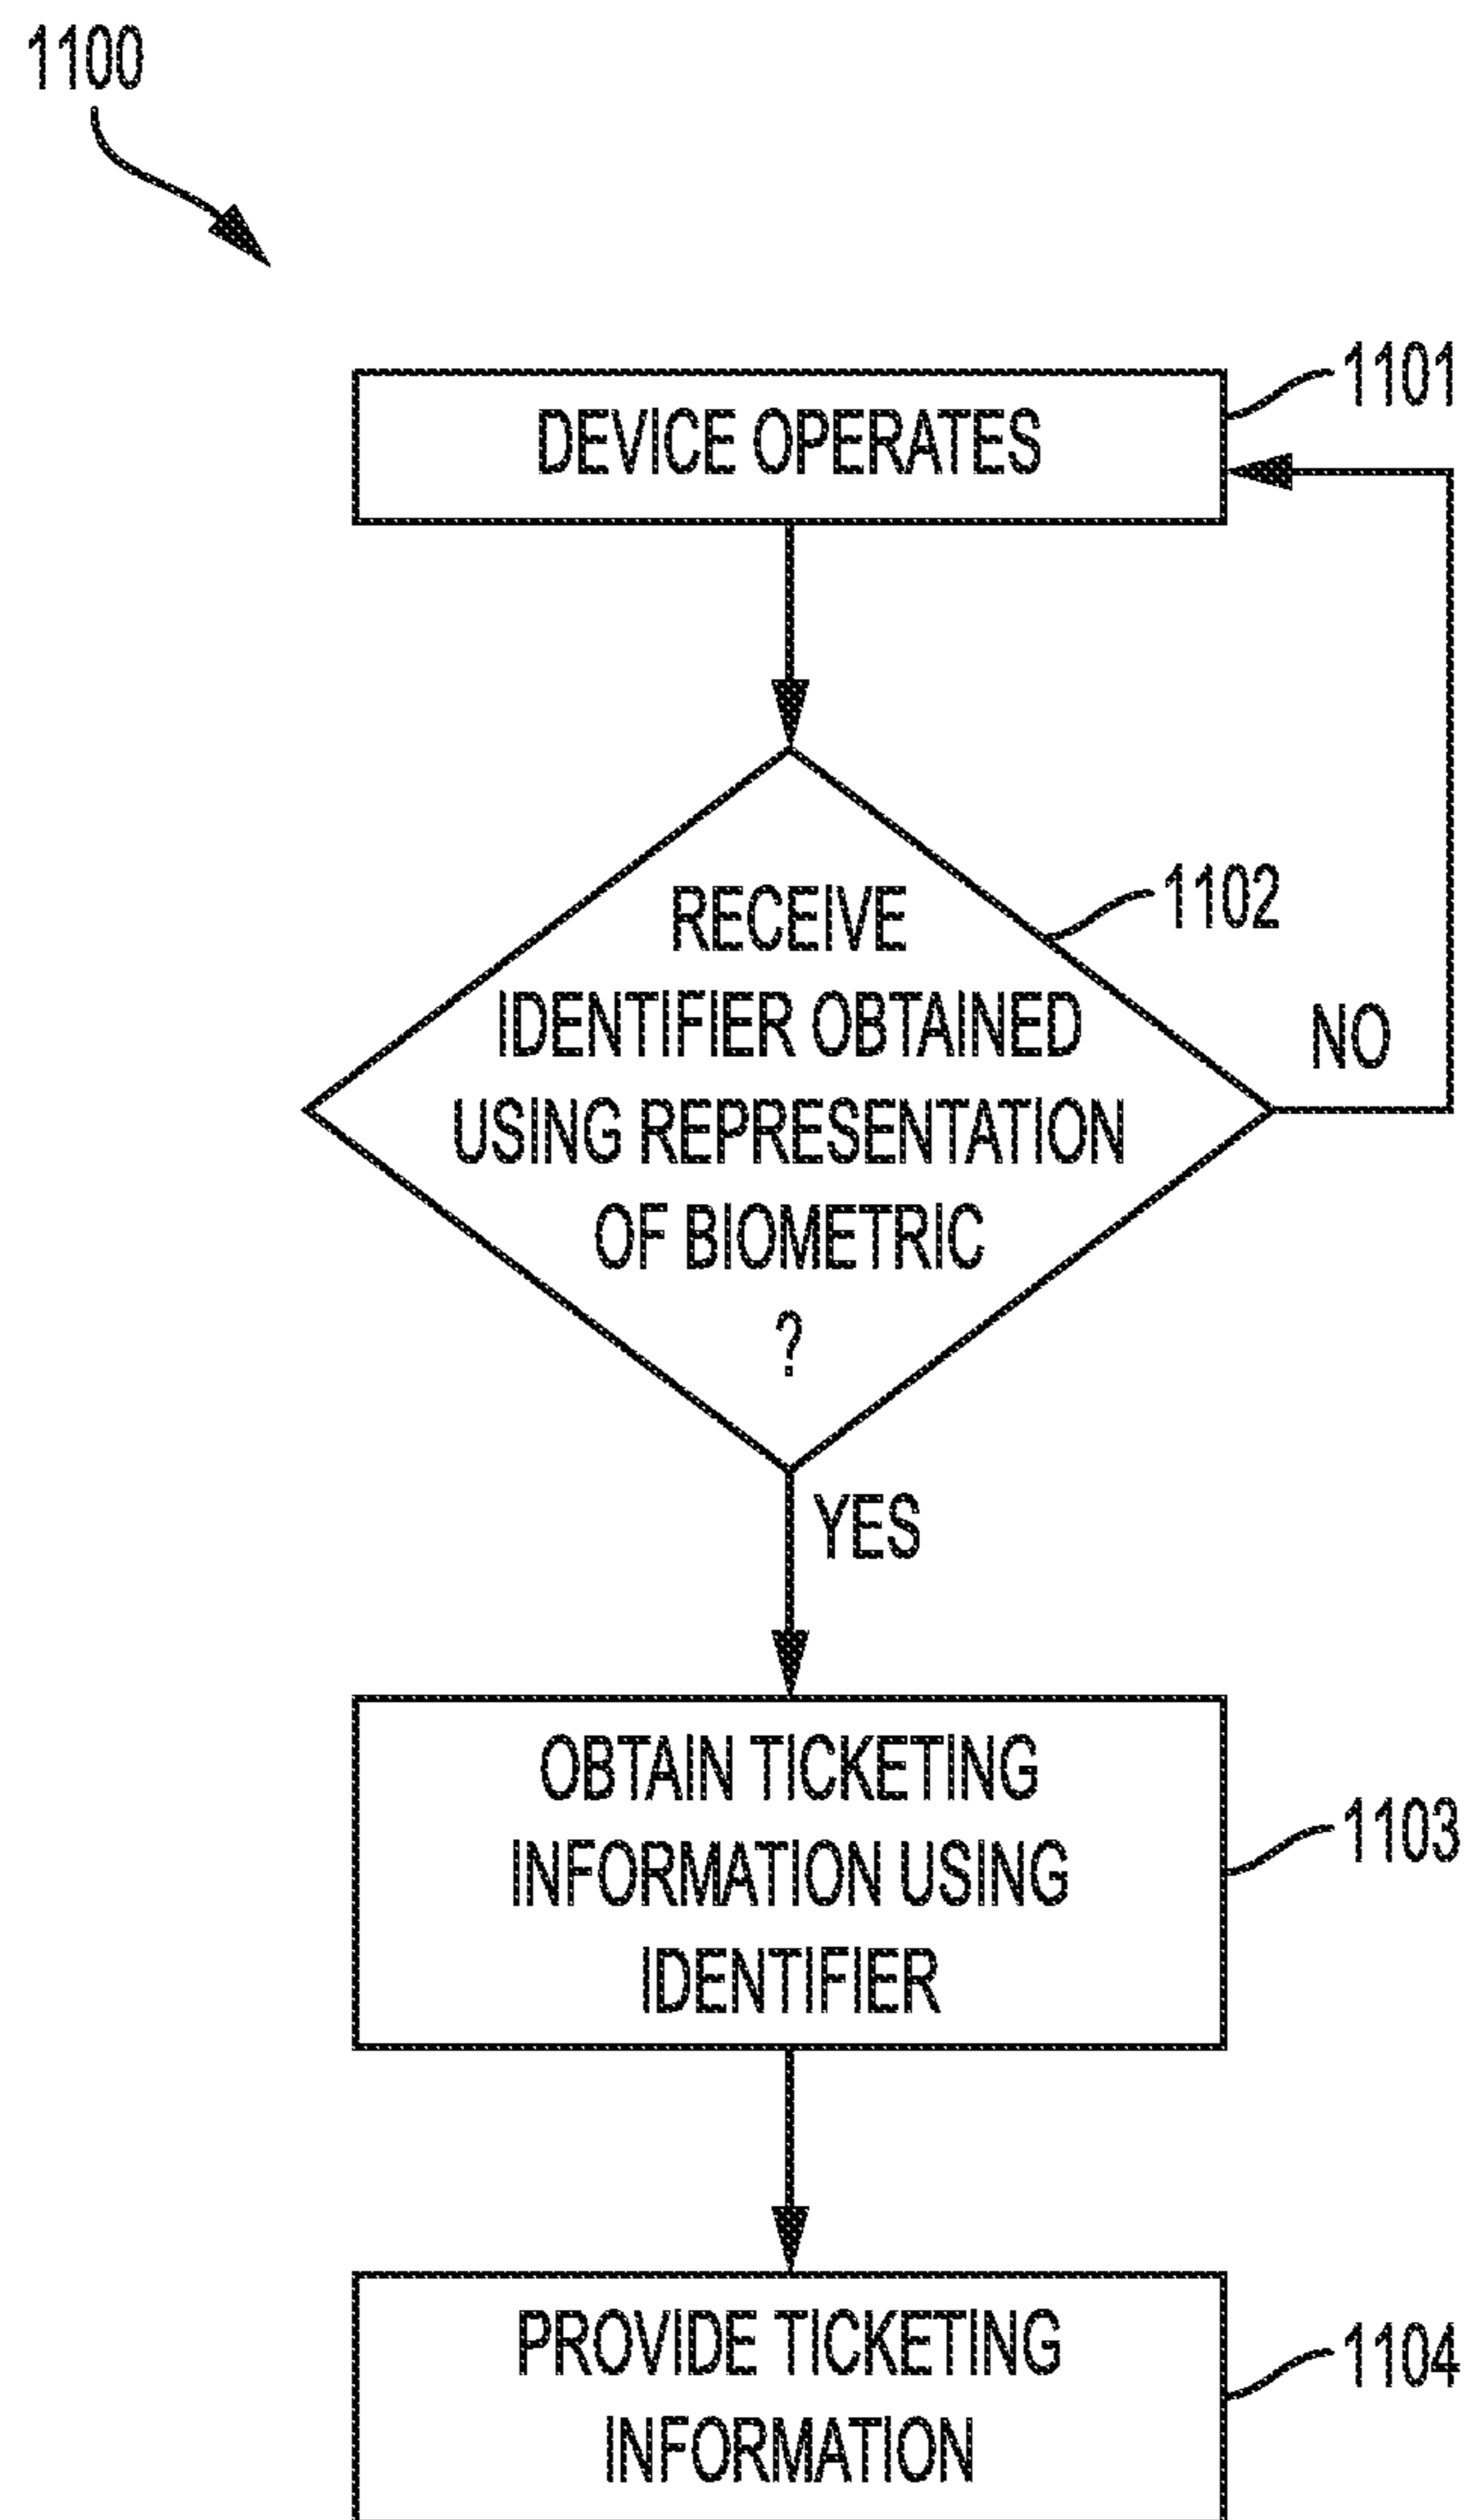 1100
DEVICE OPERATES
1101
RECEIVE
IDENTIFIER OBTAINED
USING REPRESENTATION
OF BIOMETRIC
?
1102
NO
YES
OBTAIN TICKETING
INFORMATION USING
IDENTIFIER
1103
PROVIDE TICKETING
INFORMATION
1104